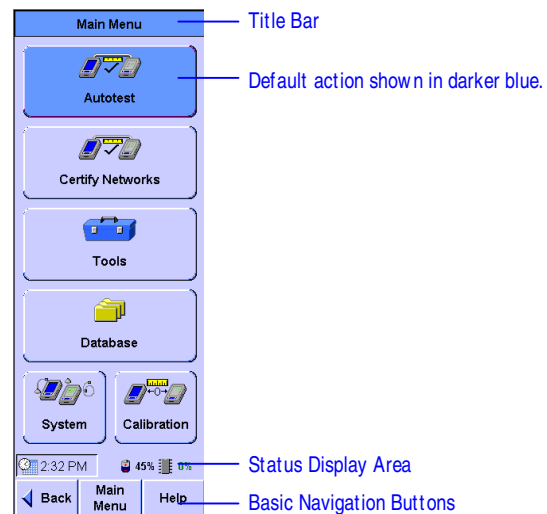 Main Menu
Title Bar
Autotest
Default action shown in darker blue.
Certify Networks
Tools
Database
System
Calibration
2:32 PM
45%
0%
Status Display Area
Back
Main
Menu
Help
Basic Navigation Buttons